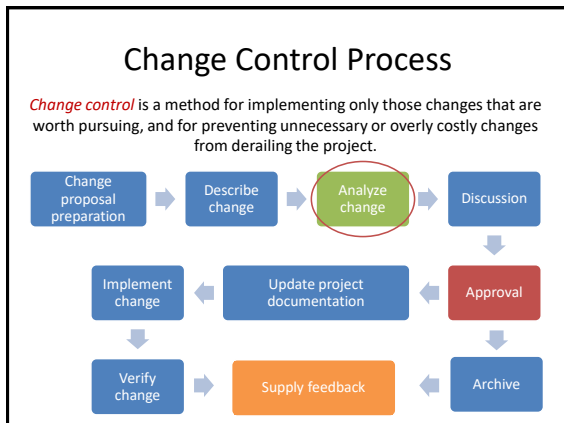 Change Control Process
Change control is a method for implementing only those changes that are
worth pursuing, and for preventing unnecessary or overly costly changes
from derailing the project.
Change
proposal
preparation
Describe
change
Analyze
change
Discussion
Implement
change
Update project
documentation
Approval
Verify
change
Supply feedback
Archive